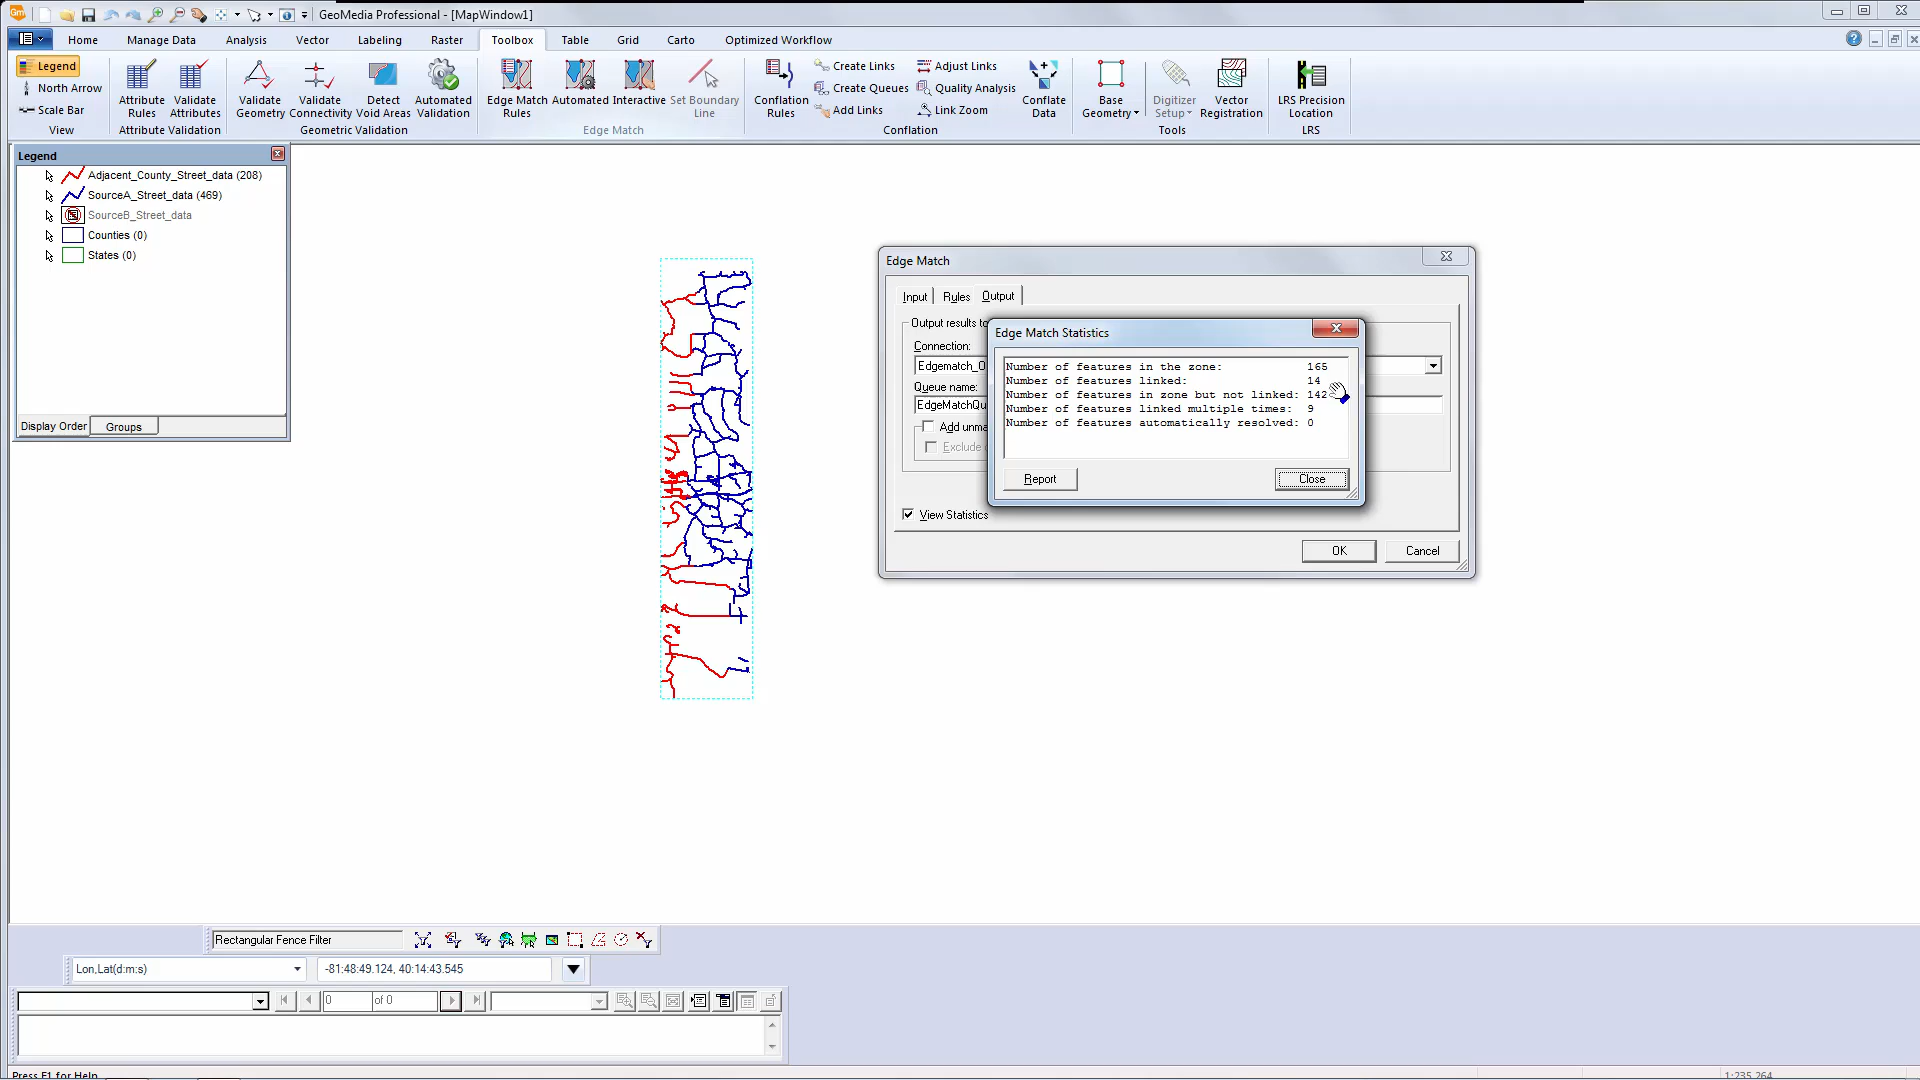 GeoMedia Professional - [MapWindow1]
Home Manage Data Analysis Vector Labeling Raster Toolbox Table Grid Carto Optimized Workflow
Legend
North Arrow
Scale Bar
View
Attribute Rules
Validate Attributes
Attribute Validation
Validate Geometry
Validate Connectivity
Detect Void Areas
Automated Validation
Geometric Validation
Edge Match Rules
Automated
Interactive
Set Boundary Line
Edge Match
Conflation Rules
Create Links
Create Queues
Add Links
Adjust Links
Quality Analysis
Link Zoom
Conflate Data
Conflation
Base Geometry
Digitizer Setup
Vector Registration
Tools
LRS Precision Location
LRS
Legend
Adjacent_County_Street_data (208)
SourceA_Street_data (469)
SourceB_Street_data
Counties (0)
States (0)
Display Order Groups
Edge Match
Input Rules Output
Output results to
Connection:
Edgematch_O
Queue name:
EdgeMatchQu
Add unma
Exclude
View Statistics
OK Cancel
Edge Match Statistics
Number of features in the zone: 165
Number of features linked: 14
Number of features in zone but not linked: 142
Number of features linked multiple times: 9
Number of features automatically resolved: 0
Report Close
Rectangular Fence Filter
Lon,Lat(d:m:s) -81:48:49.124, 40:14:43.545
0 of 0
Press F1 for Help
1:235,264